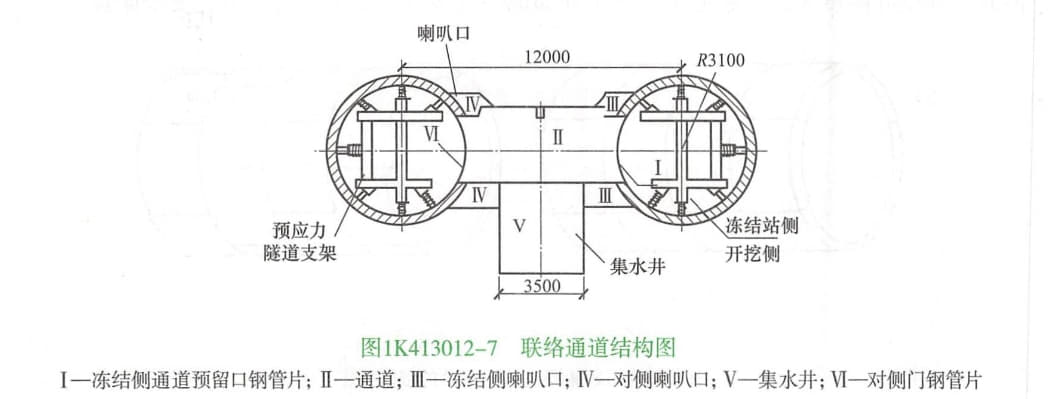 喇叭口
12000
R3100
Ⅳ
Ⅲ
Ⅵ
Ⅱ
Ⅰ
Ⅳ
Ⅲ
Ⅴ
预应力
隧道支架
冻结站侧
开挖侧
集水井
3500
图1K413012-7 联络通道结构图
Ⅰ—冻结侧通道预留口钢管片；Ⅱ—通道；Ⅲ—冻结侧喇叭口；Ⅳ—对侧喇叭口；Ⅴ—集水井；Ⅵ—对侧门钢管片